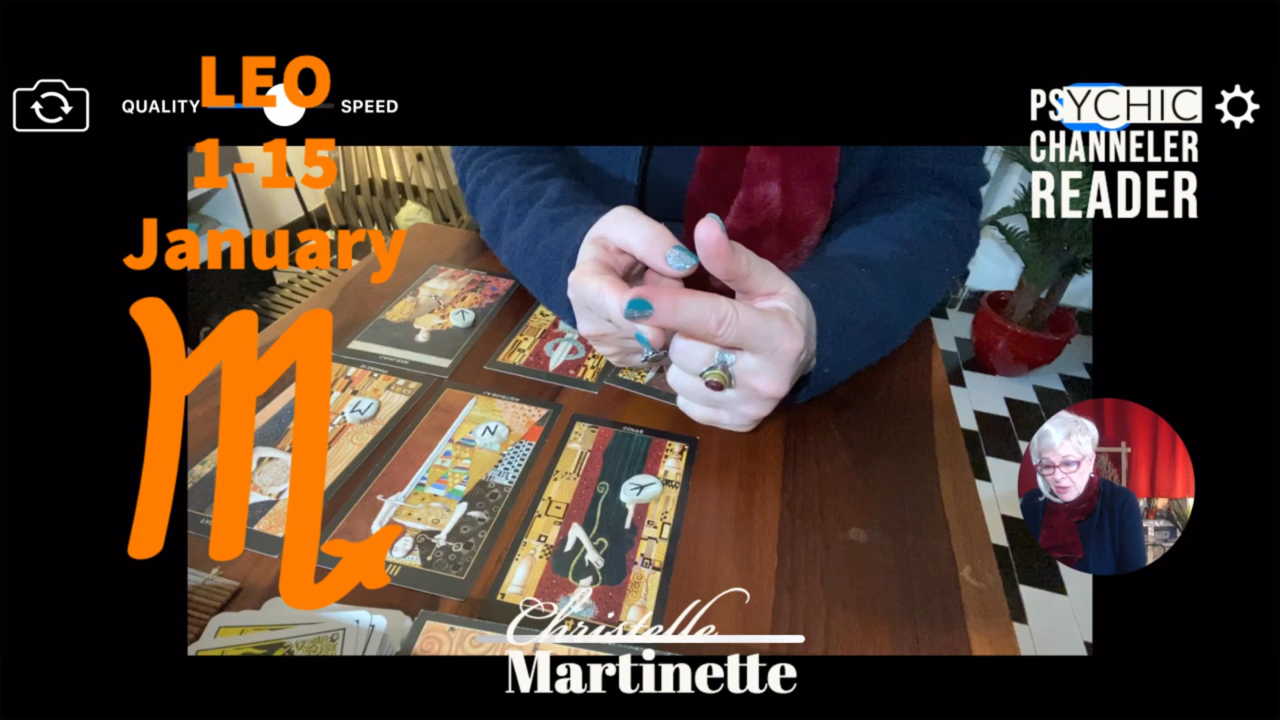 LEO
1-15
January
QUALITY
SPEED
PSYCHIC
CHANNELER
READER
Christelle
Martinette